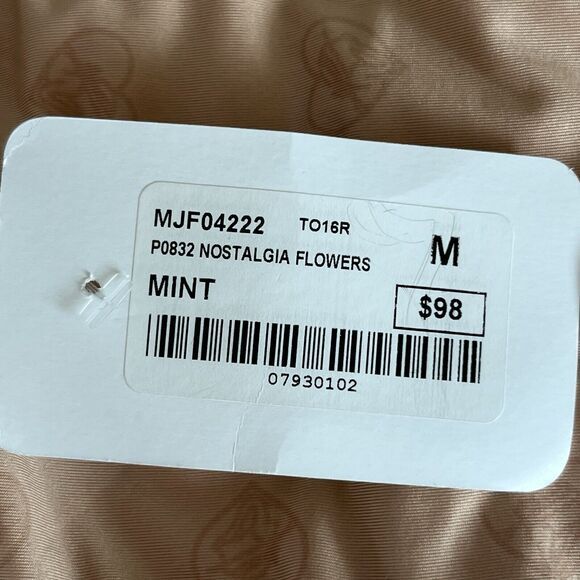 MJF04222 TO16R M
P0832 NOSTALGIA FLOWERS
MINT $98
07930102